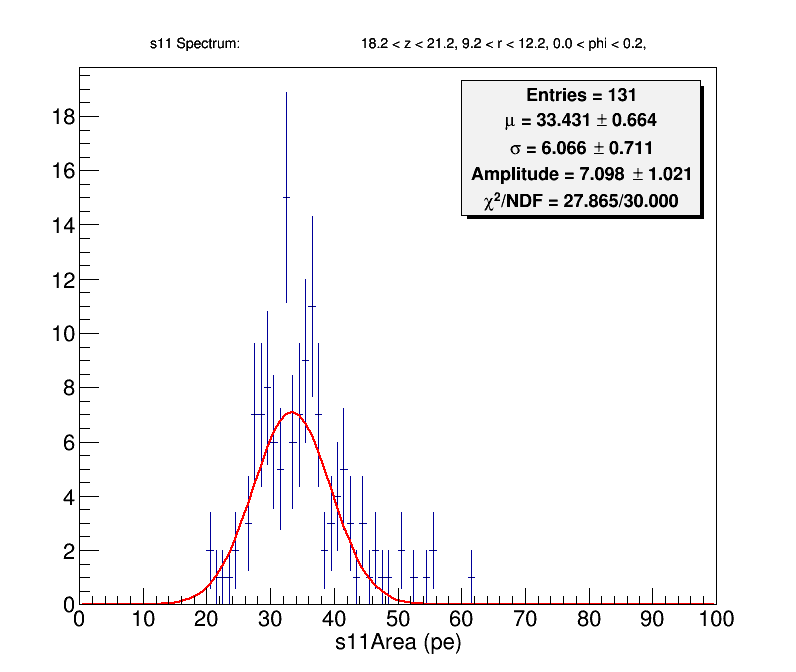 s11 Spectrum: 18.2 < z < 21.2, 9.2 < r < 12.2, 0.0 < phi < 0.2,
Entries = 131
μ = 33.431 ± 0.664
σ = 6.066 ± 0.711
Amplitude = 7.098 ± 1.021
χ²/NDF = 27.865/30.000
18
16
14
12
10
8
6
4
2
0
0 10 20 30 40 50 60 70 80 90 100
s11Area (pe)